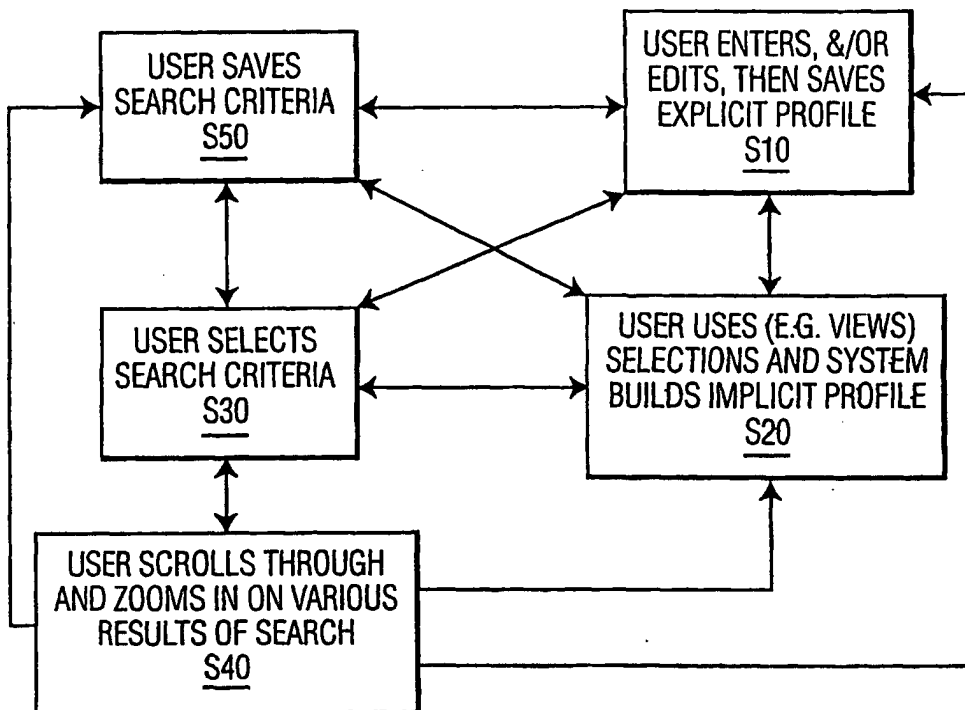 USER SAVES
SEARCH CRITERIA
S50
USER ENTERS, &/OR
EDITS, THEN SAVES
EXPLICIT PROFILE
S10
USER SELECTS
SEARCH CRITERIA
S30
USER USES (E.G. VIEWS)
SELECTIONS AND SYSTEM
BUILDS IMPLICIT PROFILE
S20
USER SCROLLS THROUGH
AND ZOOMS IN ON VARIOUS
RESULTS OF SEARCH
S40